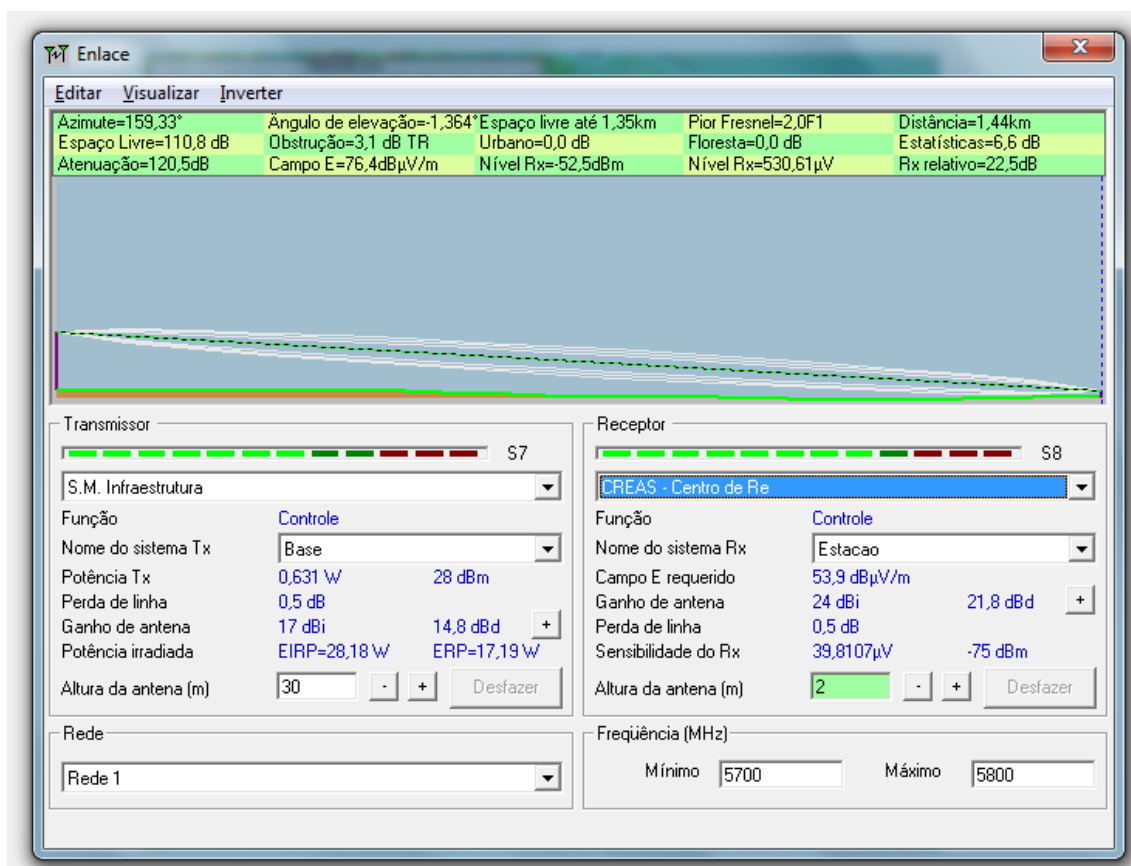 Enlace
Editar Visualizar Inverter
Azimute=159,33° Ângulo de elevação=-1,364° Espaço livre até 1,35km Pior Fresnel=2,0F1 Distância=1,44km
Espaço Livre=110,8 dB Obstrução=3,1 dB TR Urbano=0,0 dB Floresta=0,0 dB Estatísticas=6,6 dB
Atenuação=120,5dB Campo E=76,4dBµV/m Nível Rx=-52,5dBm Nível Rx=530,61µV Rx relativo=22,5dB
Transmissor
S7
S.M. Infraestrutura
Função Controle
Nome do sistema Tx Base
Potência Tx 0,631 W 28 dBm
Perda de linha 0,5 dB
Ganho de antena 17 dBi 14,8 dBd +
Potência irradiada EIRP=28,18 W ERP=17,19 W
Altura da antena (m) 30 - + Desfazer
Receptor
S8
CREAS - Centro de Re
Função Controle
Nome do sistema Rx Estacao
Campo E requerido 53,9 dBµV/m
Ganho de antena 24 dBi 21,8 dBd +
Perda de linha 0,5 dB
Sensibilidade do Rx 39,8107µV -75 dBm
Altura da antena (m) 2 - + Desfazer
Rede
Rede 1
Freqüência (MHz)
Mínimo 5700 Máximo 5800